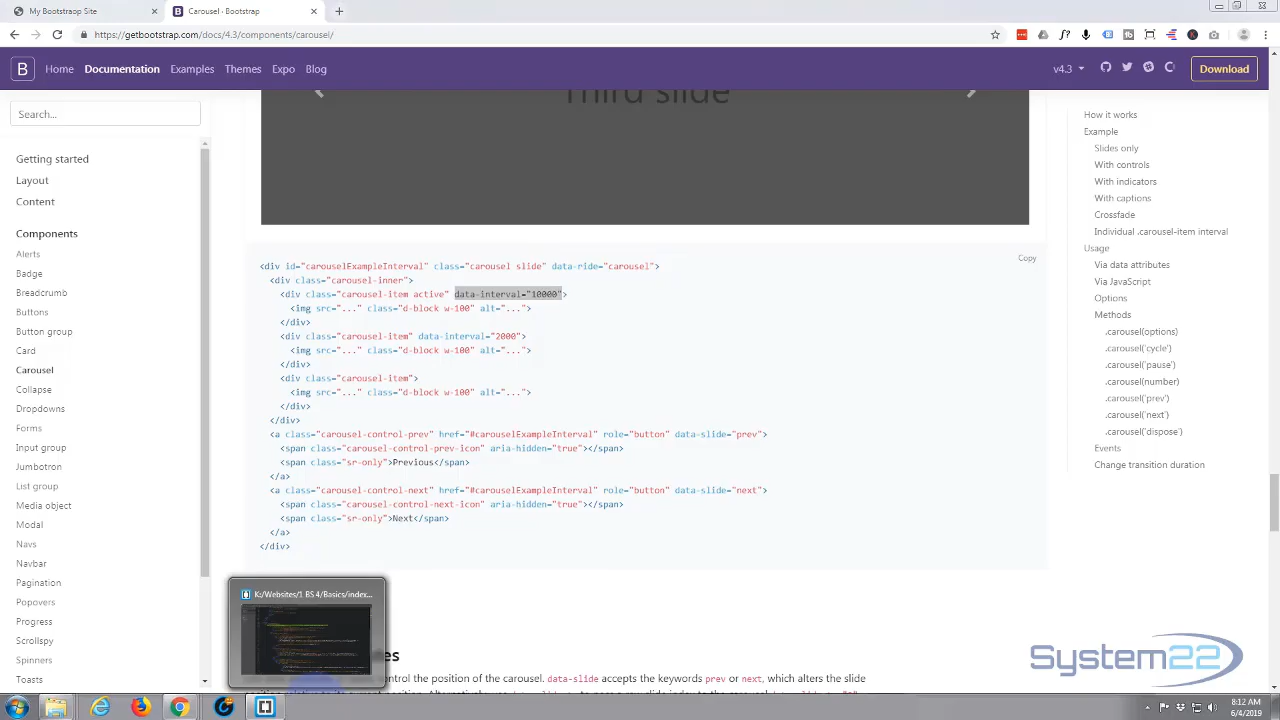 My Bootstroop Site
Carousel · Bootstrap
https://getbootstrap.com/docs/4.3/components/carousel/
B
Home
Documentation
Examples
Themes
Expo
Blog
v4.3
Download
Search...
Getting started
Layout
Content
Components
Alerts
Badge
Breadcrumb
Buttons
Button group
Card
Carousel
Collapse
Dropdowns
Forms
Input group
Jumbotron
List group
Media object
Modal
Navs
Navbar
Pagination
Popovers
Progress
Toasts
Third slide
Copy
<div id="carouselExampleInterval" class="carousel slide" data-ride="carousel">
<div class="carousel-inner">
<div class="carousel-item active" data-interval="10000">
<img src="..." class="d-block w-100" alt="...">
</div>
<div class="carousel-item" data-interval="2000">
<img src="..." class="d-block w-100" alt="...">
</div>
<div class="carousel-item">
<img src="..." class="d-block w-100" alt="...">
</div>
</div>
<a class="carousel-control-prev" href="#carouselExampleInterval" role="button" data-slide="prev">
<span class="carousel-control-prev-icon" aria-hidden="true"></span>
<span class="sr-only">Previous</span>
</a>
<a class="carousel-control-next" href="#carouselExampleInterval" role="button" data-slide="next">
<span class="carousel-control-next-icon" aria-hidden="true"></span>
<span class="sr-only">Next</span>
</a>
</div>
K:/Websites/1 BS 4/Basics/index...
control the position of the carousel. data-slide accepts the keywords prev or next, which alters the slide
How it works
Example
Slides only
With controls
With indicators
With captions
Crossfade
Individual .carousel-item interval
Usage
Via data attributes
Via JavaScript
Options
Methods
.carousel(options)
.carousel('cycle')
.carousel('pause')
.carousel(number)
.carousel('prev')
.carousel('next')
.carousel('dispose')
Events
Change transition duration
System22
8:12 AM
6/4/2019